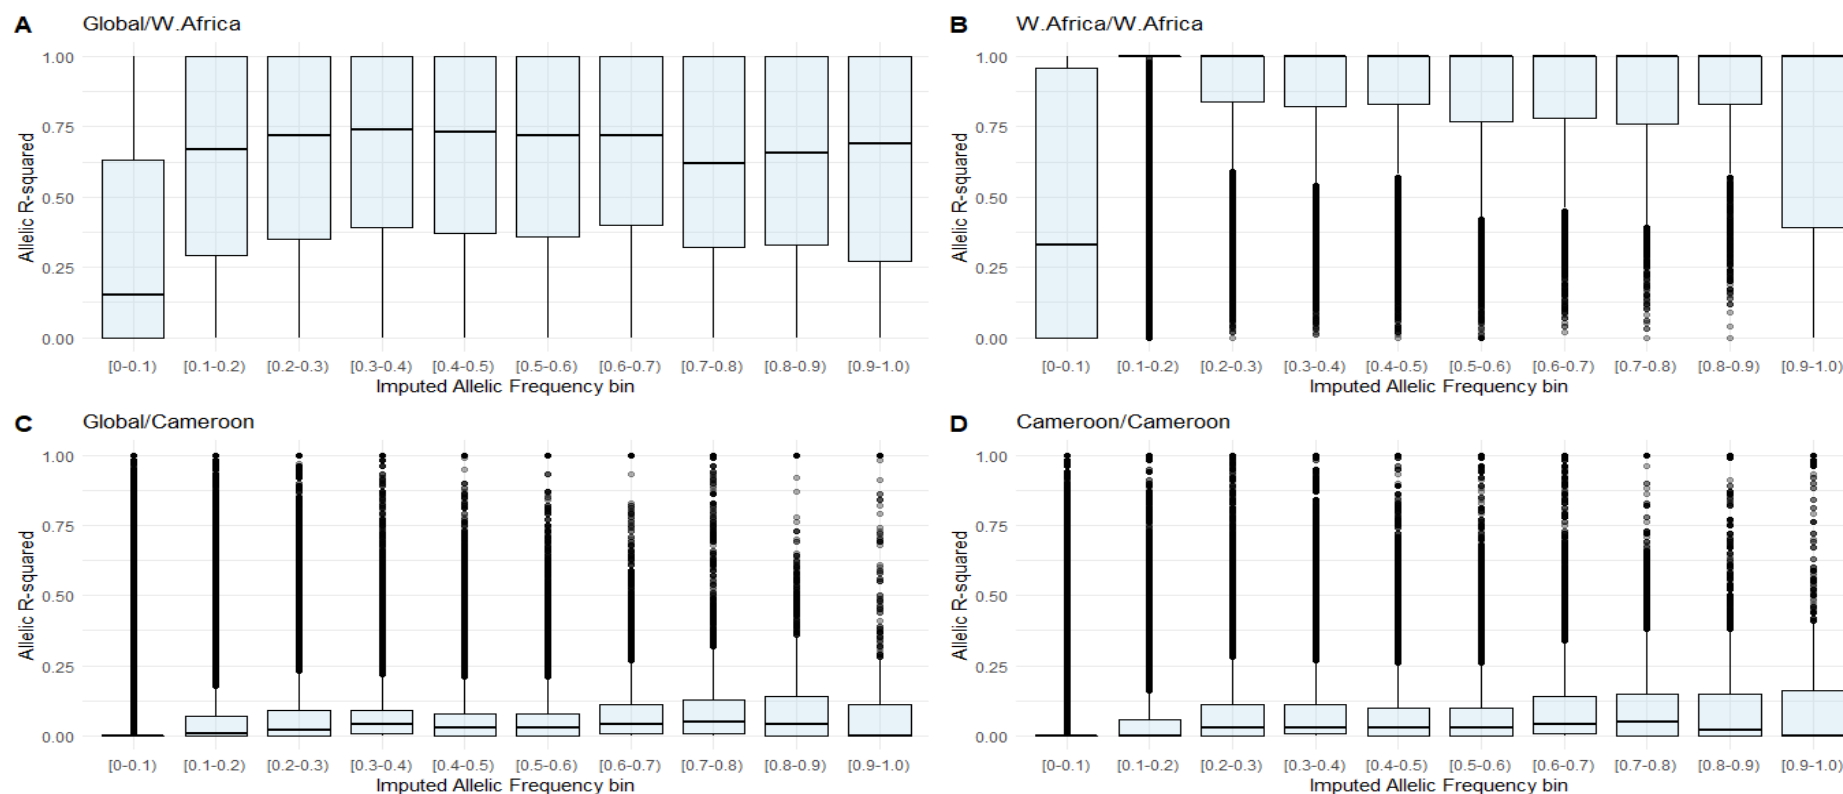 A Global/W.Africa
Allelic R-squared
1.00
0.75
0.50
0.25
0.00
[0-0.1) [0.1-0.2) [0.2-0.3) [0.3-0.4) [0.4-0.5) [0.5-0.6) [0.6-0.7) [0.7-0.8) [0.8-0.9) [0.9-1.0)
Imputed Allelic Frequency bin
B W.Africa/W.Africa
Allelic R-squared
1.00
0.75
0.50
0.25
0.00
[0-0.1) [0.1-0.2) [0.2-0.3) [0.3-0.4) [0.4-0.5) [0.5-0.6) [0.6-0.7) [0.7-0.8) [0.8-0.9) [0.9-1.0)
Imputed Allelic Frequency bin
C Global/Cameroon
Allelic R-squared
1.00
0.75
0.50
0.25
0.00
[0-0.1) [0.1-0.2) [0.2-0.3) [0.3-0.4) [0.4-0.5) [0.5-0.6) [0.6-0.7) [0.7-0.8) [0.8-0.9) [0.9-1.0)
Imputed Allelic Frequency bin
D Cameroon/Cameroon
Allelic R-squared
1.00
0.75
0.50
0.25
0.00
[0-0.1) [0.1-0.2) [0.2-0.3) [0.3-0.4) [0.4-0.5) [0.5-0.6) [0.6-0.7) [0.7-0.8) [0.8-0.9) [0.9-1.0)
Imputed Allelic Frequency bin